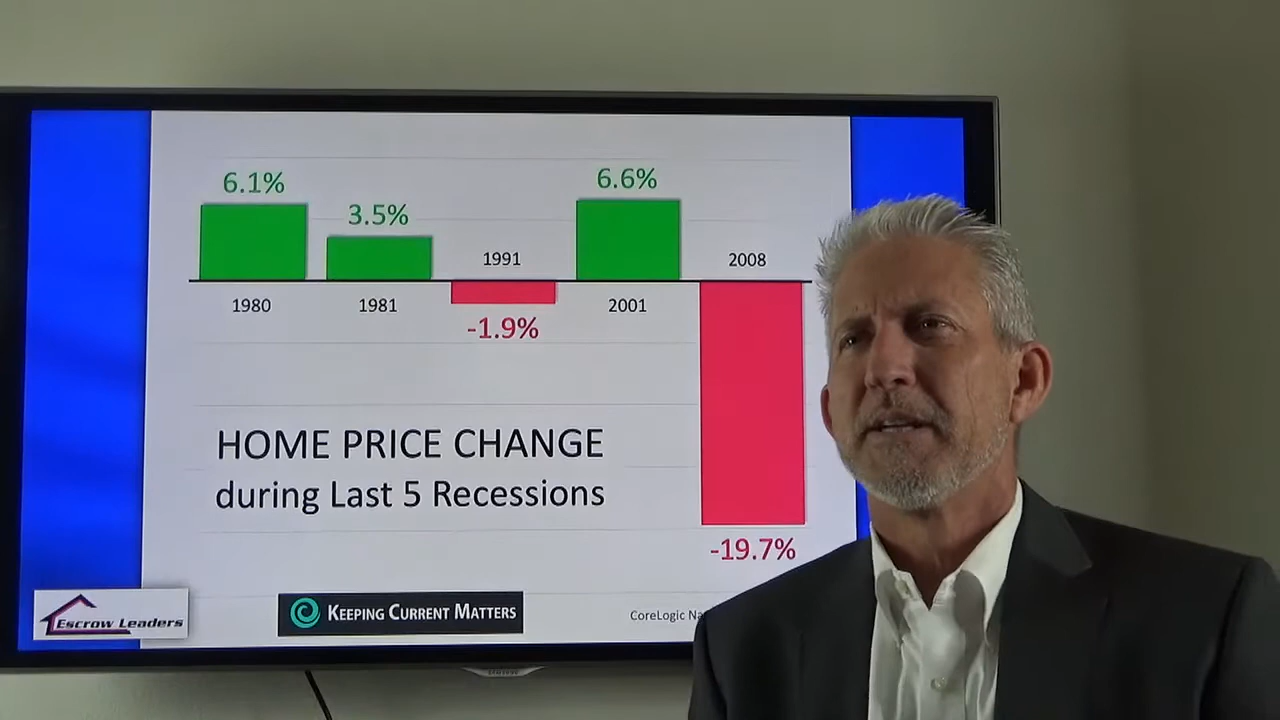 6.1%
3.5%
6.6%
1991
2008
1980
1981
2001
-1.9%
HOME PRICE CHANGE
during Last 5 Recessions
-19.7%
Escrow Leaders
KEEPING CURRENT MATTERS
CoreLogic
SAMSUNG